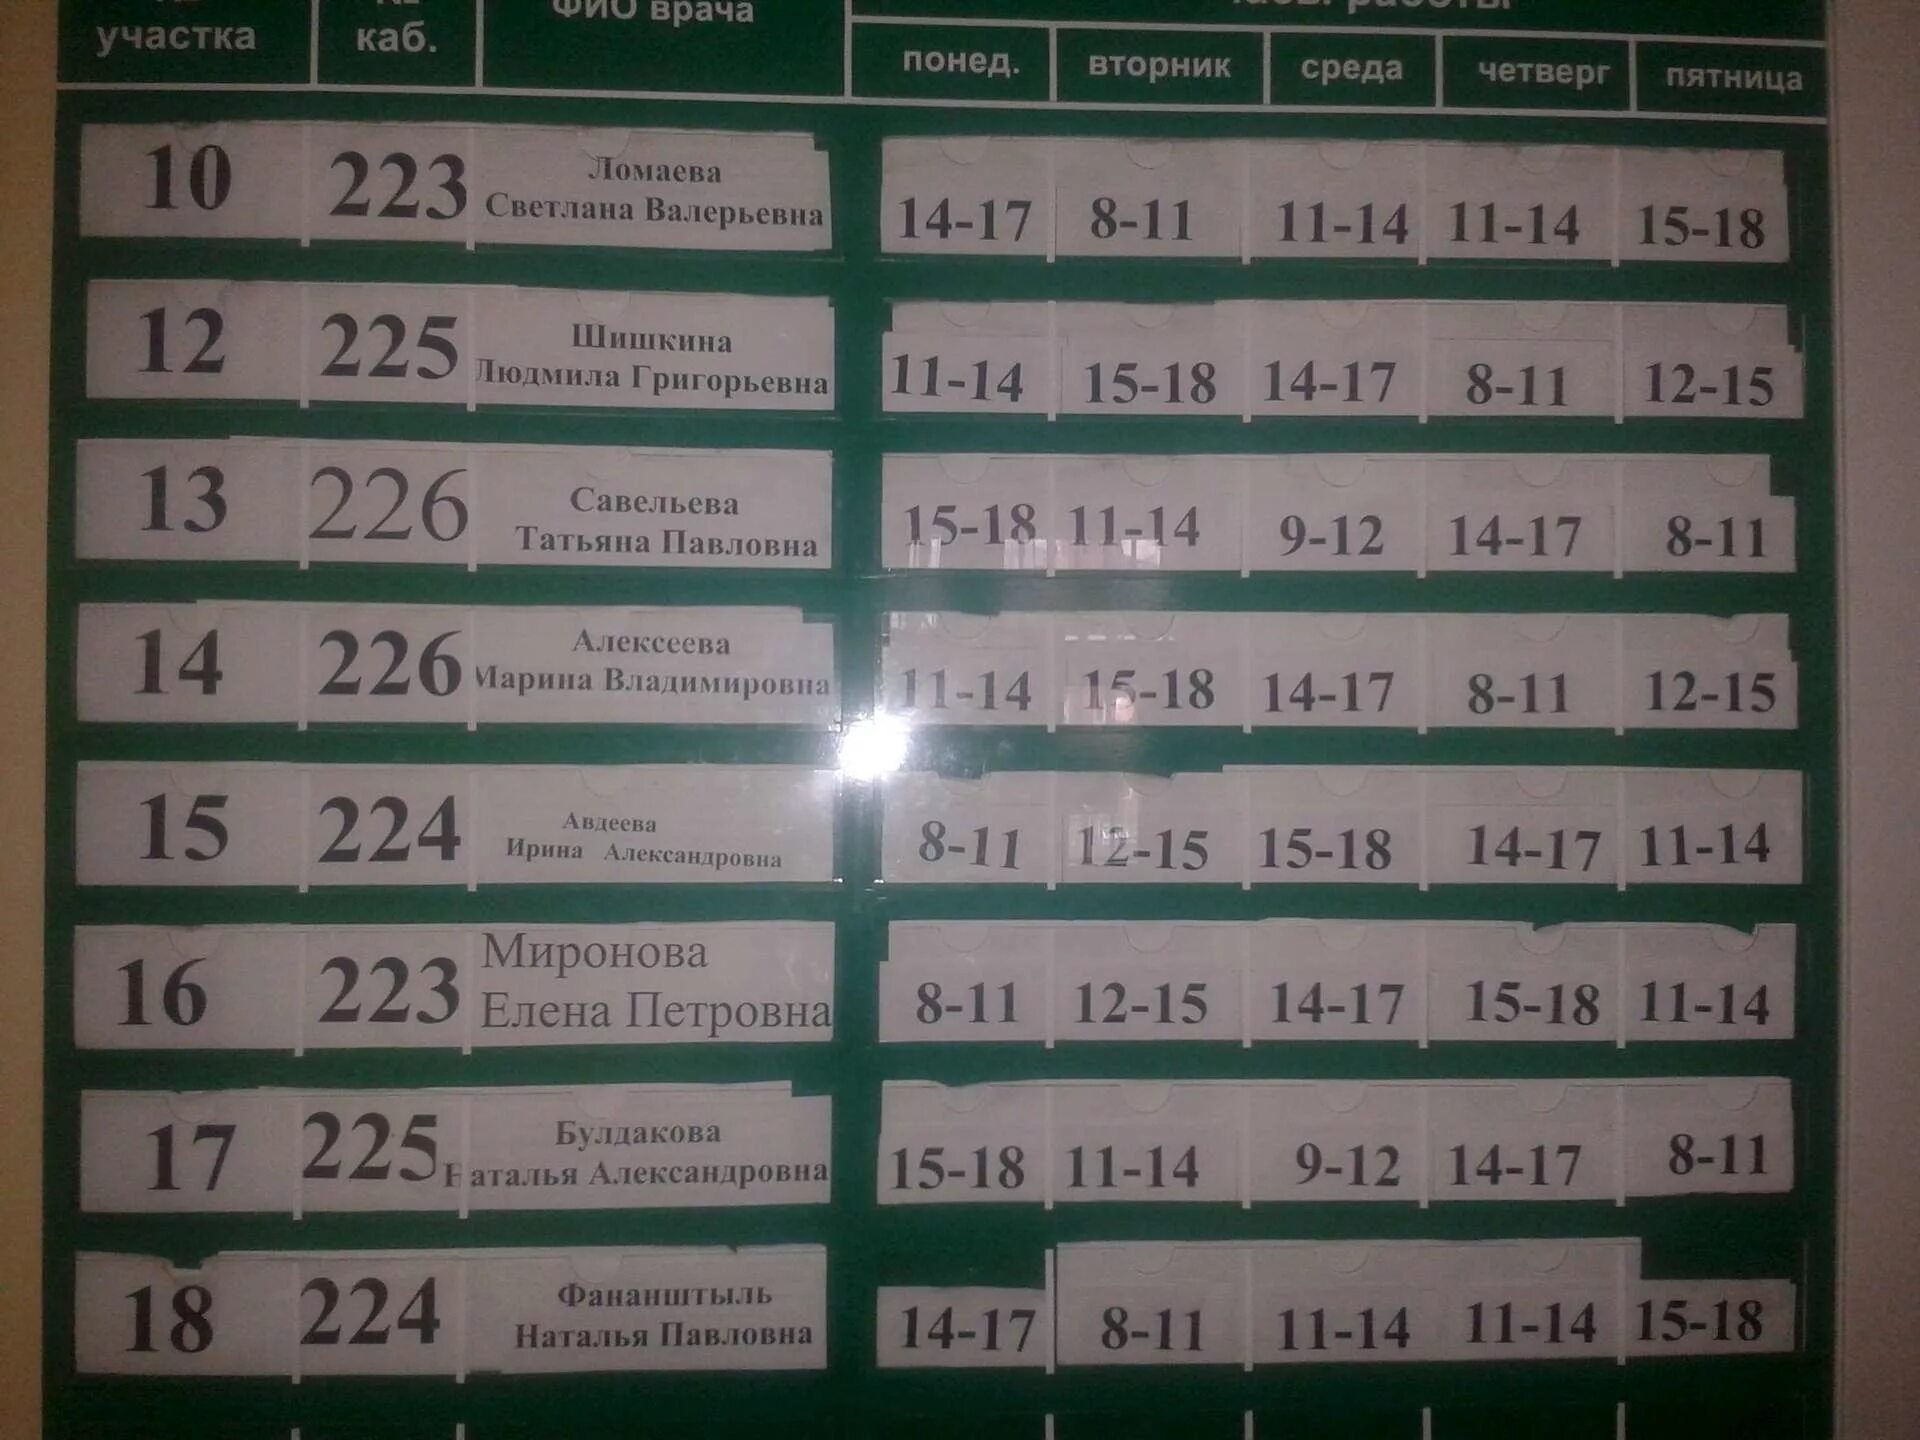 участка каб. ФИО врача
понед. вторник среда четверг пятница
10 223 Ломаева Светлана Валерьевна 14-17 8-11 11-14 11-14 15-18
12 225 Шишкина Людмила Григорьевна 11-14 15-18 14-17 8-11 12-15
13 226 Савельева Татьяна Павловна 15-18 11-14 9-12 14-17 8-11
14 226 Алексеева Марина Владимировна 11-14 15-18 14-17 8-11 12-15
15 224 Авдеева Ирина Александровна 8-11 12-15 15-18 14-17 11-14
16 223 Миронова Елена Петровна 8-11 12-15 14-17 15-18 11-14
17 225 Булдакова Наталья Александровна 15-18 11-14 9-12 14-17 8-11
18 224 Фананштыль Наталья Павловна 14-17 8-11 11-14 11-14 15-18